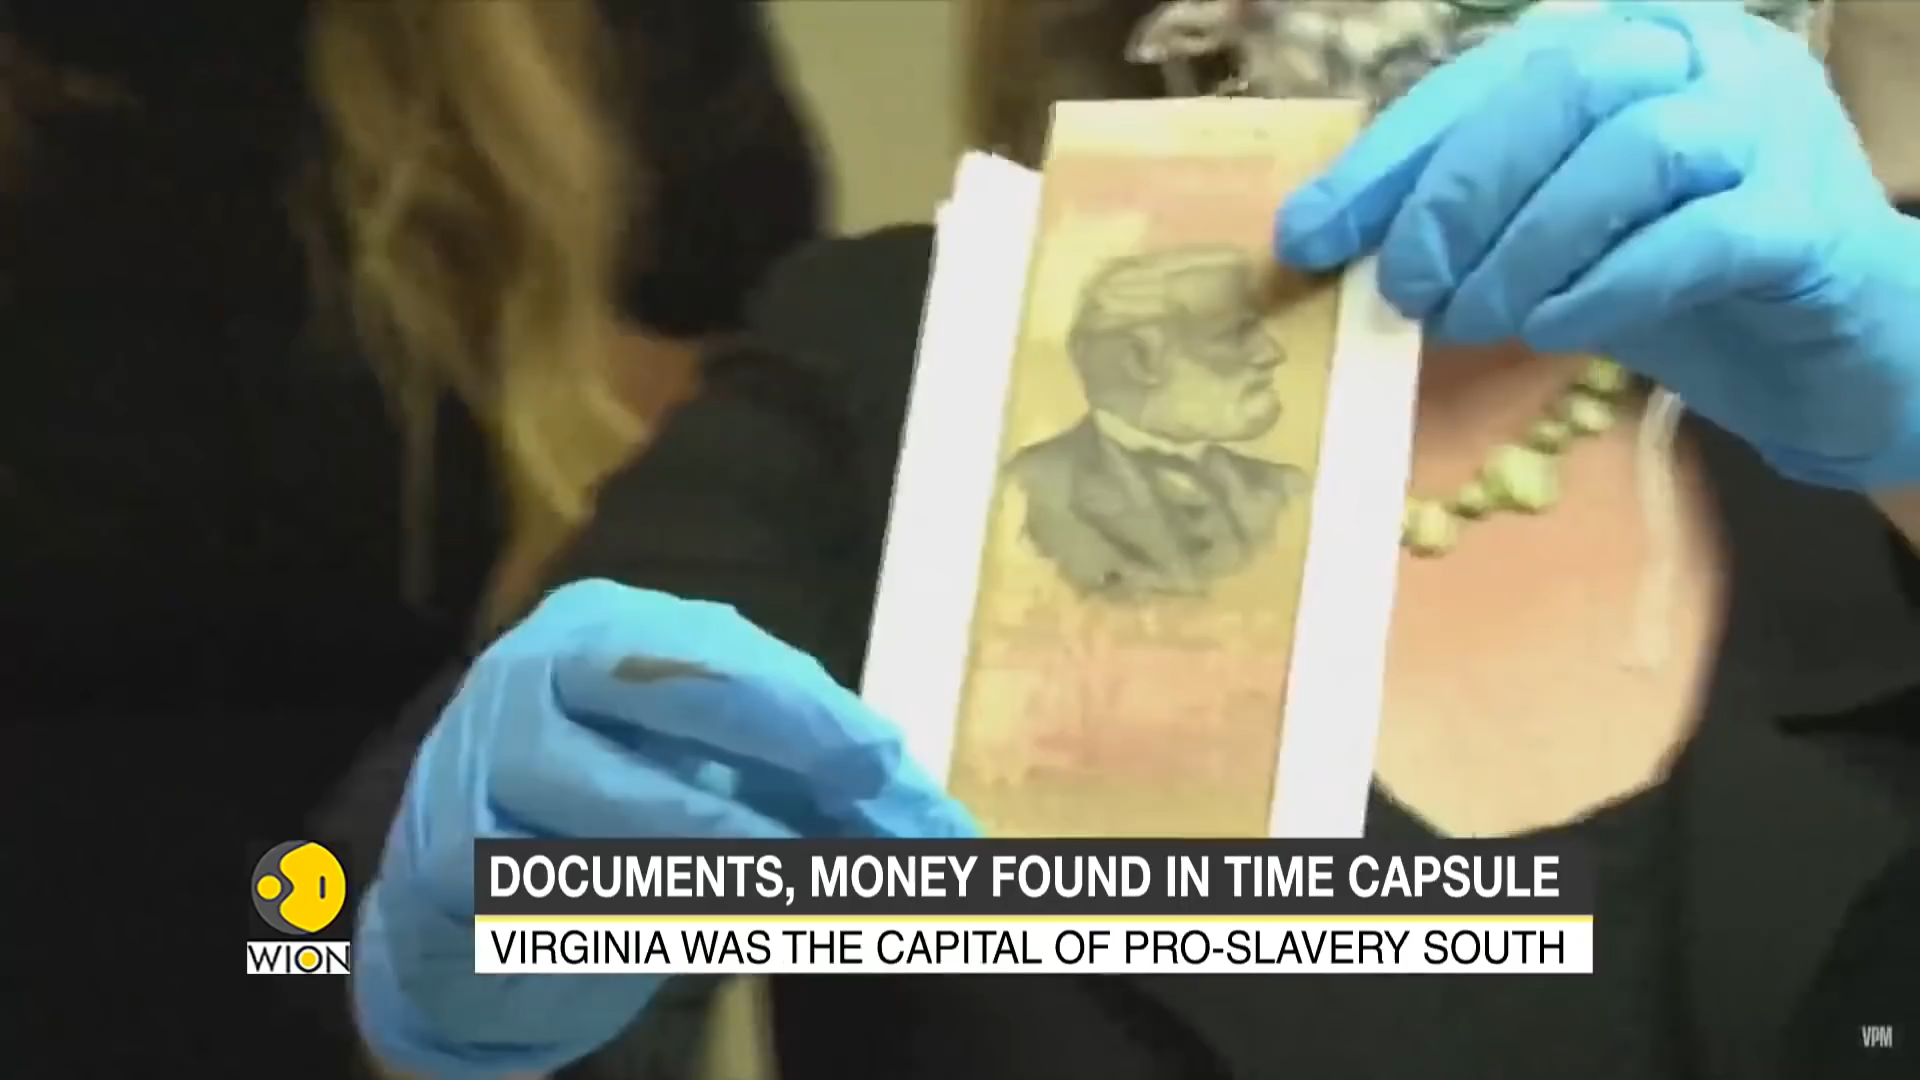 DOCUMENTS, MONEY FOUND IN TIME CAPSULE
VIRGINIA WAS THE CAPITAL OF PRO-SLAVERY SOUTH
WION
VPM